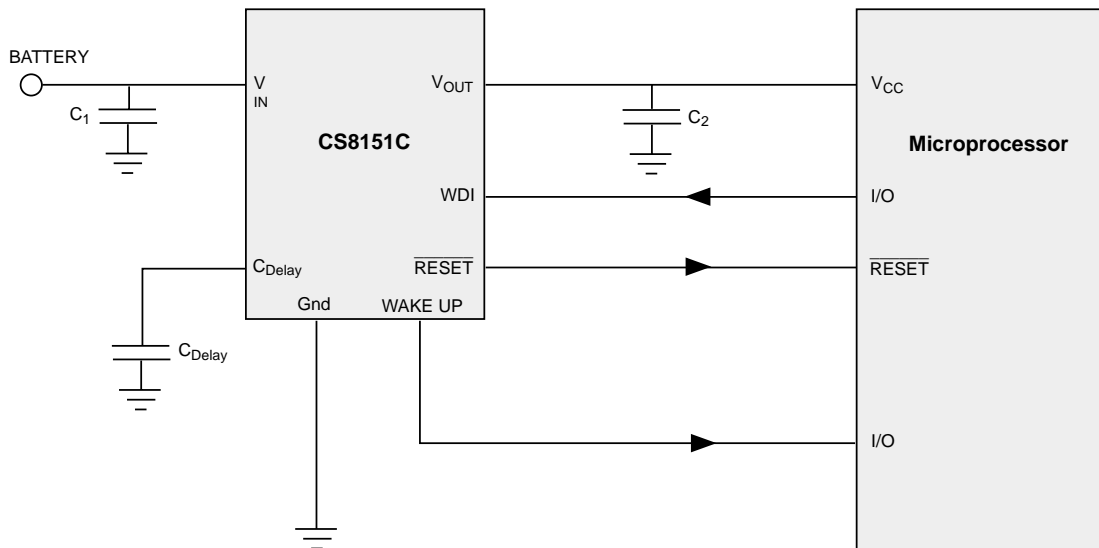 BATTERY
V
IN
C1
CS8151C
VOUT
C2
VCC
Microprocessor
WDI
I/O
CDelay
RESET
RESET
Gnd
WAKE UP
CDelay
I/O